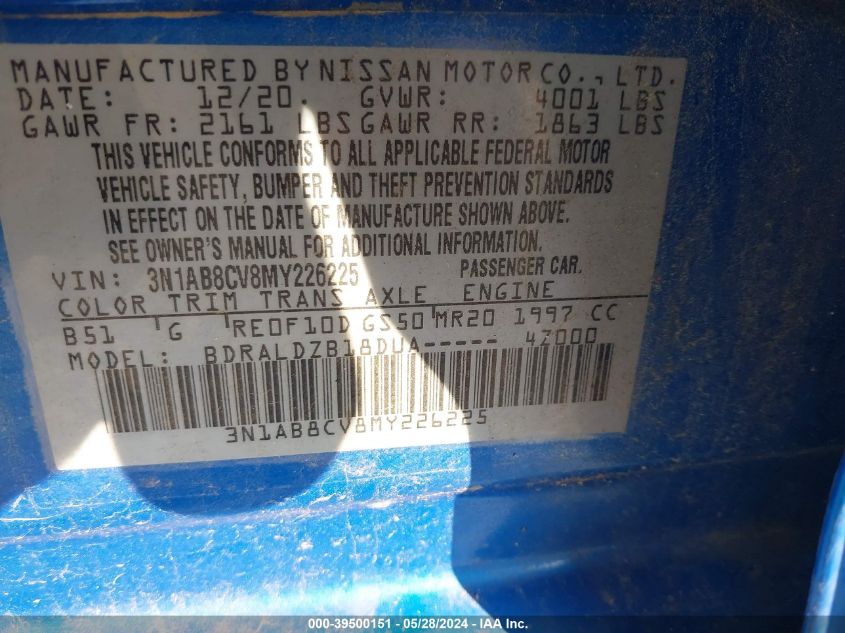 MANUFACTURED BY NISSAN MOTOR CO., LTD.
DATE: 12/20. GVWR: 4001 LBS
GAWR FR: 2161 LBS GAWR RR: 1863 LBS
THIS VEHICLE CONFORMS TO ALL APPLICABLE FEDERAL MOTOR
VEHICLE SAFETY, BUMPER AND THEFT PREVENTION STANDARDS
IN EFFECT ON THE DATE OF MANUFACTURE SHOWN ABOVE.
SEE OWNER'S MANUAL FOR ADDITIONAL INFORMATION.
VIN: 3N1AB8CV8MY226225 PASSENGER CAR.
COLOR TRIM TRANS AXLE ENGINE
B51 G RE0F10D GS50 MR20 1997 CC
MODEL: BDRALDZB18DUA----- 4Z000
3N1AB8CV8MY226225
000-39500151 - 05/28/2024 - IAA Inc.